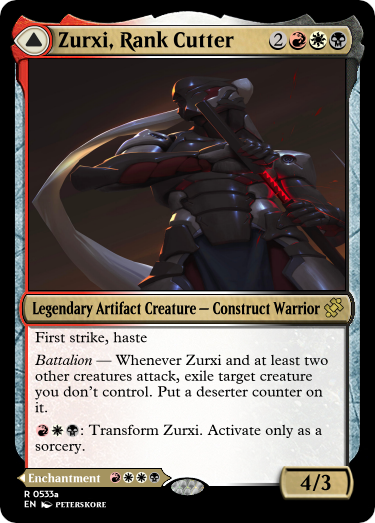 Zurxi, Rank Cutter 2
Legendary Artifact Creature — Construct Warrior
First strike, haste
Battalion — Whenever Zurxi and at least two
other creatures attack, exile target creature
you don't control. Put a deserter counter on
it.
: Transform Zurxi. Activate only as a
sorcery.
Enchantment
4/3
R 0533a
EN PETERSKORE